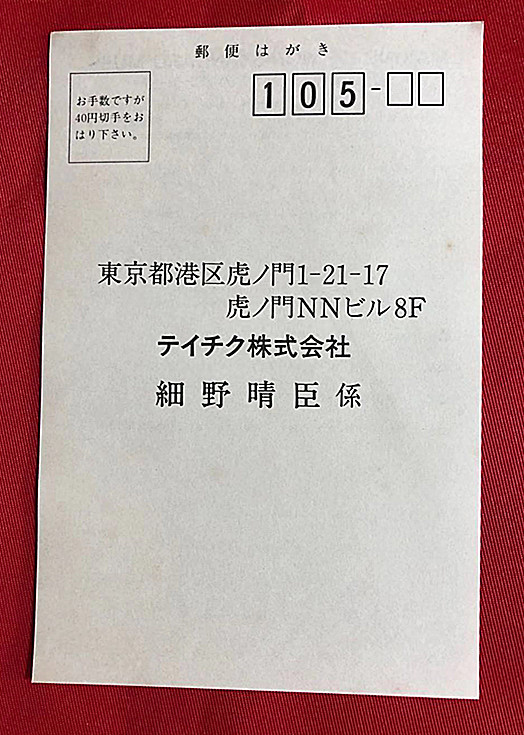 郵便はがき
お手数ですが
40円切手をお
はり下さい。
105-□□
東京都港区虎ノ門1-21-17
虎ノ門NNビル8F
テイチク株式会社
細野晴臣係